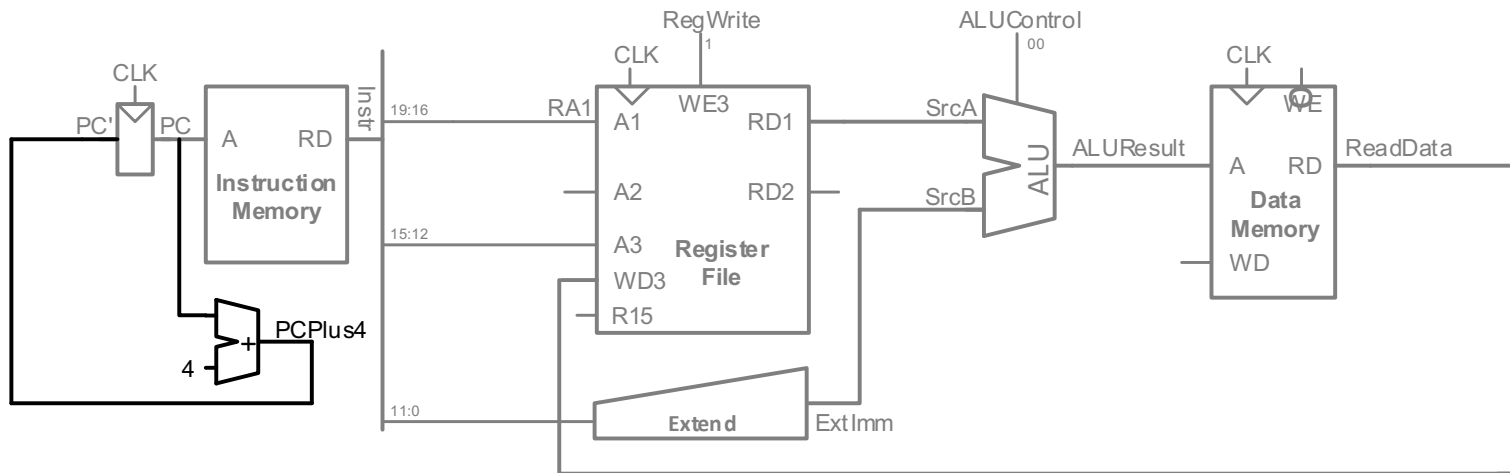 RegWrite
1
ALUControl
00
CLK
PC'
PC
A
RD
Instruction
Memory
Instr
19:16
RA1
CLK
WE3
A1
RD1
SrcA
A2
RD2
SrcB
15:12
A3
WD3
R15
Register
File
ALU
ALUResult
CLK
WE
0
A
RD
ReadData
Data
Memory
WD
4
+
PCPlus4
11:0
Extend
ExtImm